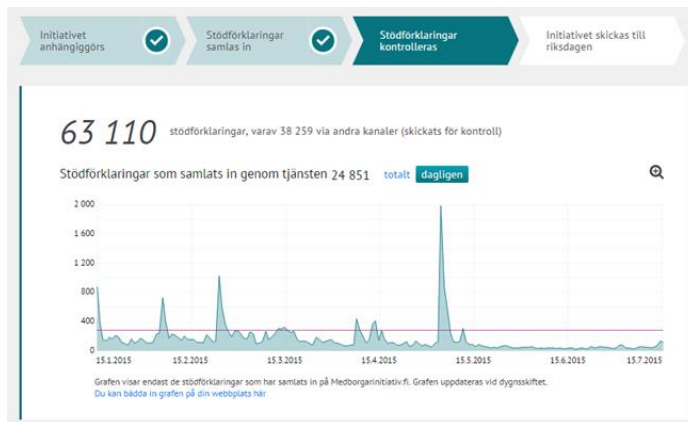 Initiativet
anhängiggörs
Stödförklaringar
samlas in
Stödförklaringar
kontrolleras
Initiativet skickas till
riksdagen
63 110 stödförklaringar, varav 38 259 via andra kanaler (skickats för kontroll)
Stödförklaringar som samlats in genom tjänsten 24 851 totalt dagligen
2 000
1 600
1 200
800
400
0
15.1.2015 15.2.2015 15.3.2015 15.4.2015 15.5.2015 15.6.2015 15.7.2015
Grafen visar endast de stödförklaringar som har samlats in på Medborgarinitiativ.fi. Grafen uppdateras vid dygnsskiftet.
Du kan bädda in grafen på din webbplats här